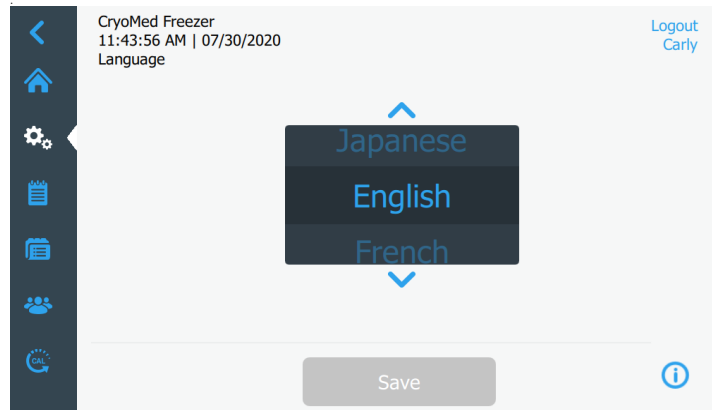 CryoMed Freezer
11:43:56 AM | 07/30/2020
Language
Logout
Carly
Japanese
English
French
CAL
Save